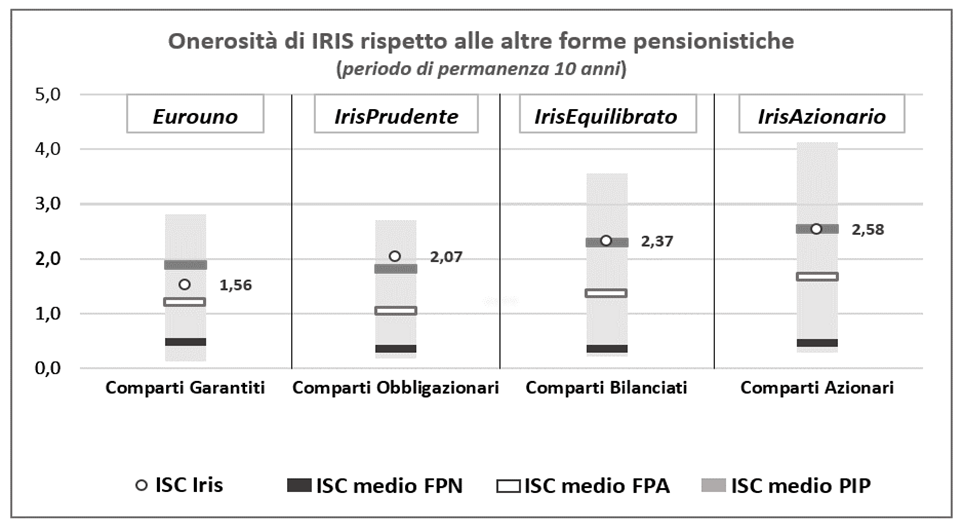 Onerosità di IRIS rispetto alle altre forme pensionistiche
(periodo di permanenza 10 anni)
5,0
4,0
3,0
2,0
1,0
0,0
Eurouno
IrisPrudente
IrisEquilibrato
IrisAzionario
1,56
2,07
2,37
2,58
Comparti Garantiti
Comparti Obbligazionari
Comparti Bilanciati
Comparti Azionari
ISC Iris
ISC medio FPN
ISC medio FPA
ISC medio PIP